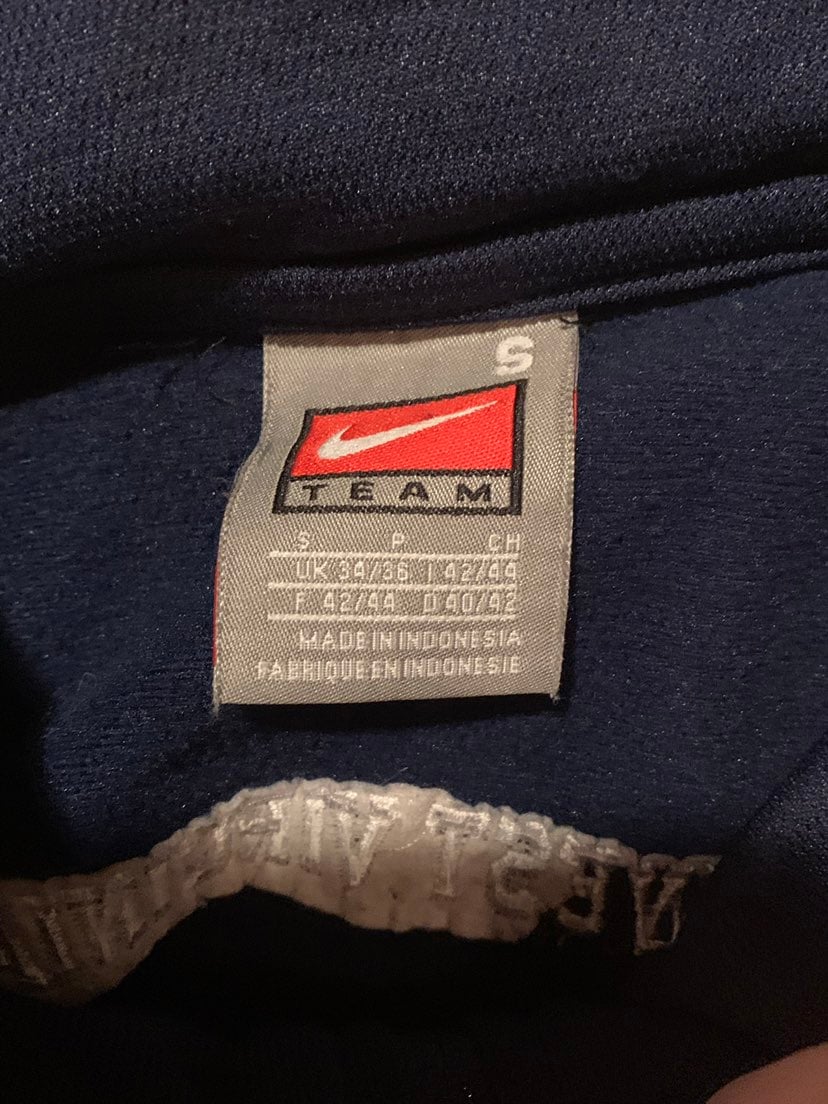 S
TEAM
S P CH
UK 34/36 I 42/44
F 42/44 D 40/42
MADE IN INDONESIA
FABRIQUE EN INDONESIE